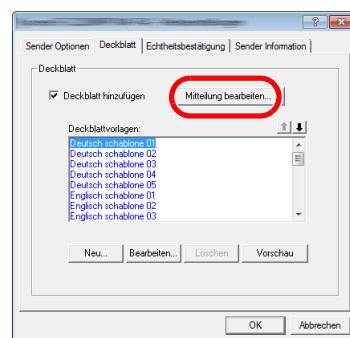 Sender Optionen Deckblatt Echtheitsbestätigung Sender Information
Deckblatt
Deckblatt hinzufügen Mitteilung bearbeiten...
Deckblattvorlagen:
Deutsch schablone 01
Deutsch schablone 02
Deutsch schablone 03
Deutsch schablone 04
Deutsch schablone 05
Englisch schablone 01
Englisch schablone 02
Englisch schablone 03
Neu... Bearbeiten... Löschen Vorschau
OK Abbrechen